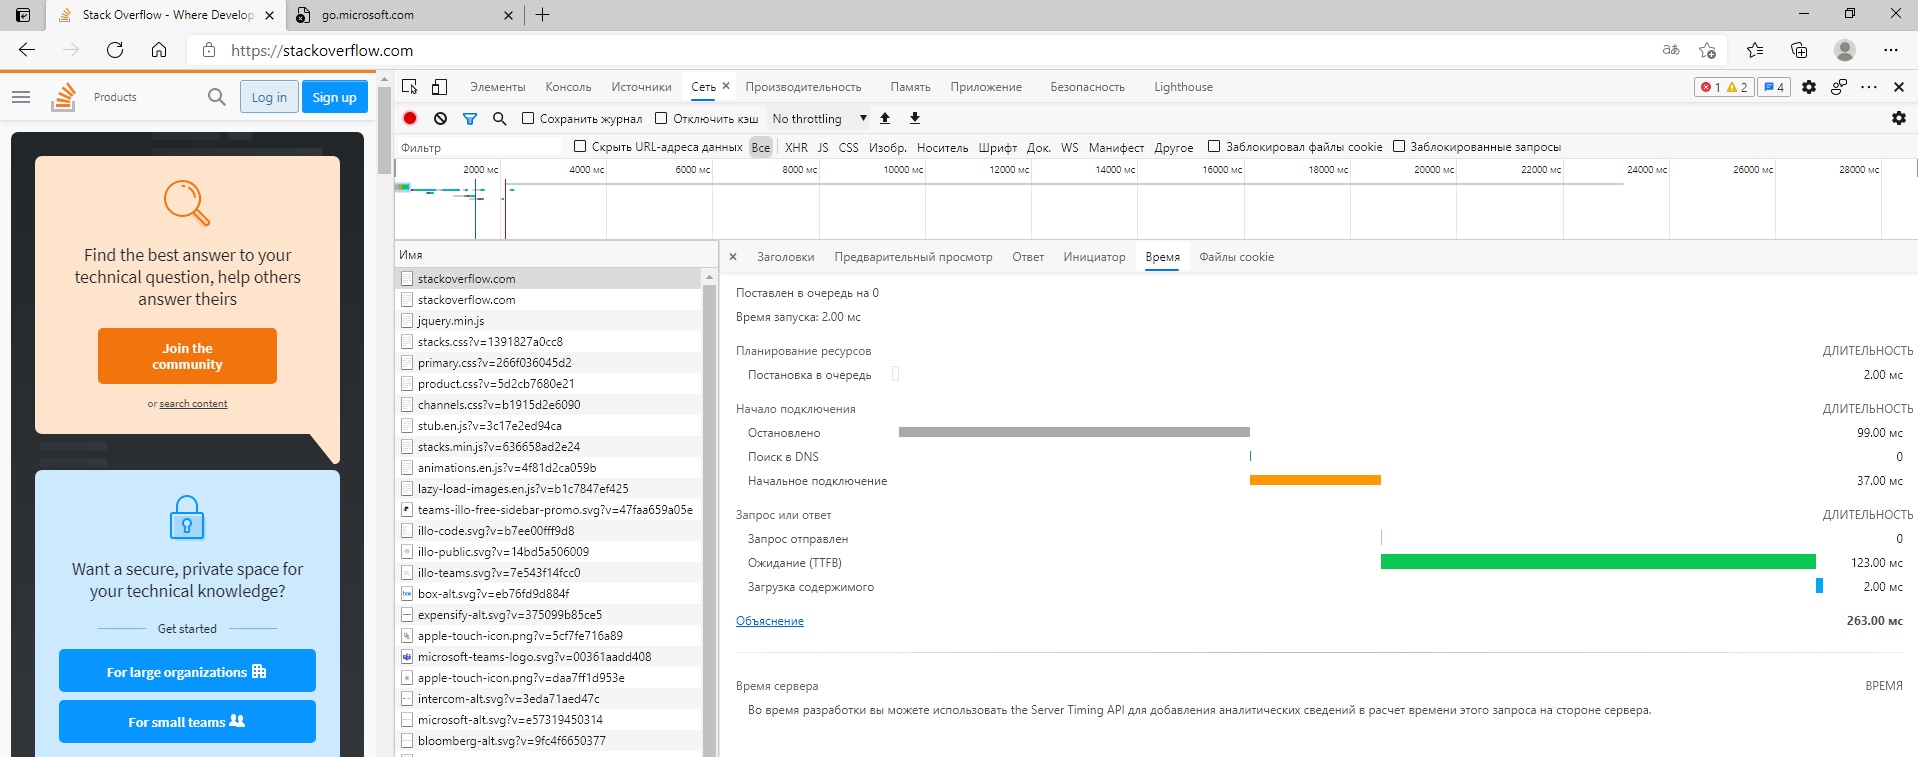 Stack Overflow - Where Develop
go.microsoft.com
https://stackoverflow.com
Products
Log in
Sign up
Find the best answer to your
technical question, help others
answer theirs
Join the
community
or search content
Want a secure, private space for
your technical knowledge?
Get started
For large organizations
For small teams
Элементы Консоль Источники Сеть Производительность Память Приложение Безопасность Lighthouse 1 2 4
Сохранить журнал Отключить кэш No throttling
Фильтр Скрыть URL-адреса данных Все XHR JS CSS Изобр. Носитель Шрифт Док. WS Манифест Другое Заблокировал файлы cookie Заблокированные запросы
2000 мс 4000 мс 6000 мс 8000 мс 10000 мс 12000 мс 14000 мс 16000 мс 18000 мс 20000 мс 22000 мс 24000 мс 26000 мс 28000 мс
Имя
stackoverflow.com
stackoverflow.com
jquery.min.js
stacks.css?v=1391827a0cc8
primary.css?v=266f036045d2
product.css?v=5d2cb7680e21
channels.css?v=b1915d2e6090
stub.en.js?v=3c17e2ed94ca
stacks.min.js?v=636658ad2e24
animations.en.js?v=4f81d2ca059b
lazy-load-images.en.js?v=b1c7847ef425
teams-illo-free-sidebar-promo.svg?v=47faa659a05e
illo-code.svg?v=b7ee00fff9d8
illo-public.svg?v=14bd5a506009
illo-teams.svg?v=7e543f14fcc0
box-alt.svg?v=eb76fd9d884f
expensify-alt.svg?v=375099b85ce5
apple-touch-icon.png?v=5cf7fe716a89
microsoft-teams-logo.svg?v=00361aadd408
apple-touch-icon.png?v=daa7ff1d953e
intercom-alt.svg?v=3eda71aed47c
microsoft-alt.svg?v=e57319450314
bloomberg-alt.svg?v=9fc4f6650377
Заголовки Предварительный просмотр Ответ Инициатор Время Файлы cookie
Поставлен в очередь на 0
Время запуска: 2.00 мс
Планирование ресурсов ДЛИТЕЛЬНОСТЬ
Постановка в очередь 2.00 мс
Начало подключения ДЛИТЕЛЬНОСТЬ
Остановлено 99.00 мс
Поиск в DNS 0
Начальное подключение 37.00 мс
Запрос или ответ ДЛИТЕЛЬНОСТЬ
Запрос отправлен 0
Ожидание (TTFB) 123.00 мс
Загрузка содержимого 2.00 мс
Объяснение 263.00 мс
Время сервера ВРЕМЯ
Во время разработки вы можете использовать the Server Timing API для добавления аналитических сведений в расчет времени этого запроса на стороне сервера.